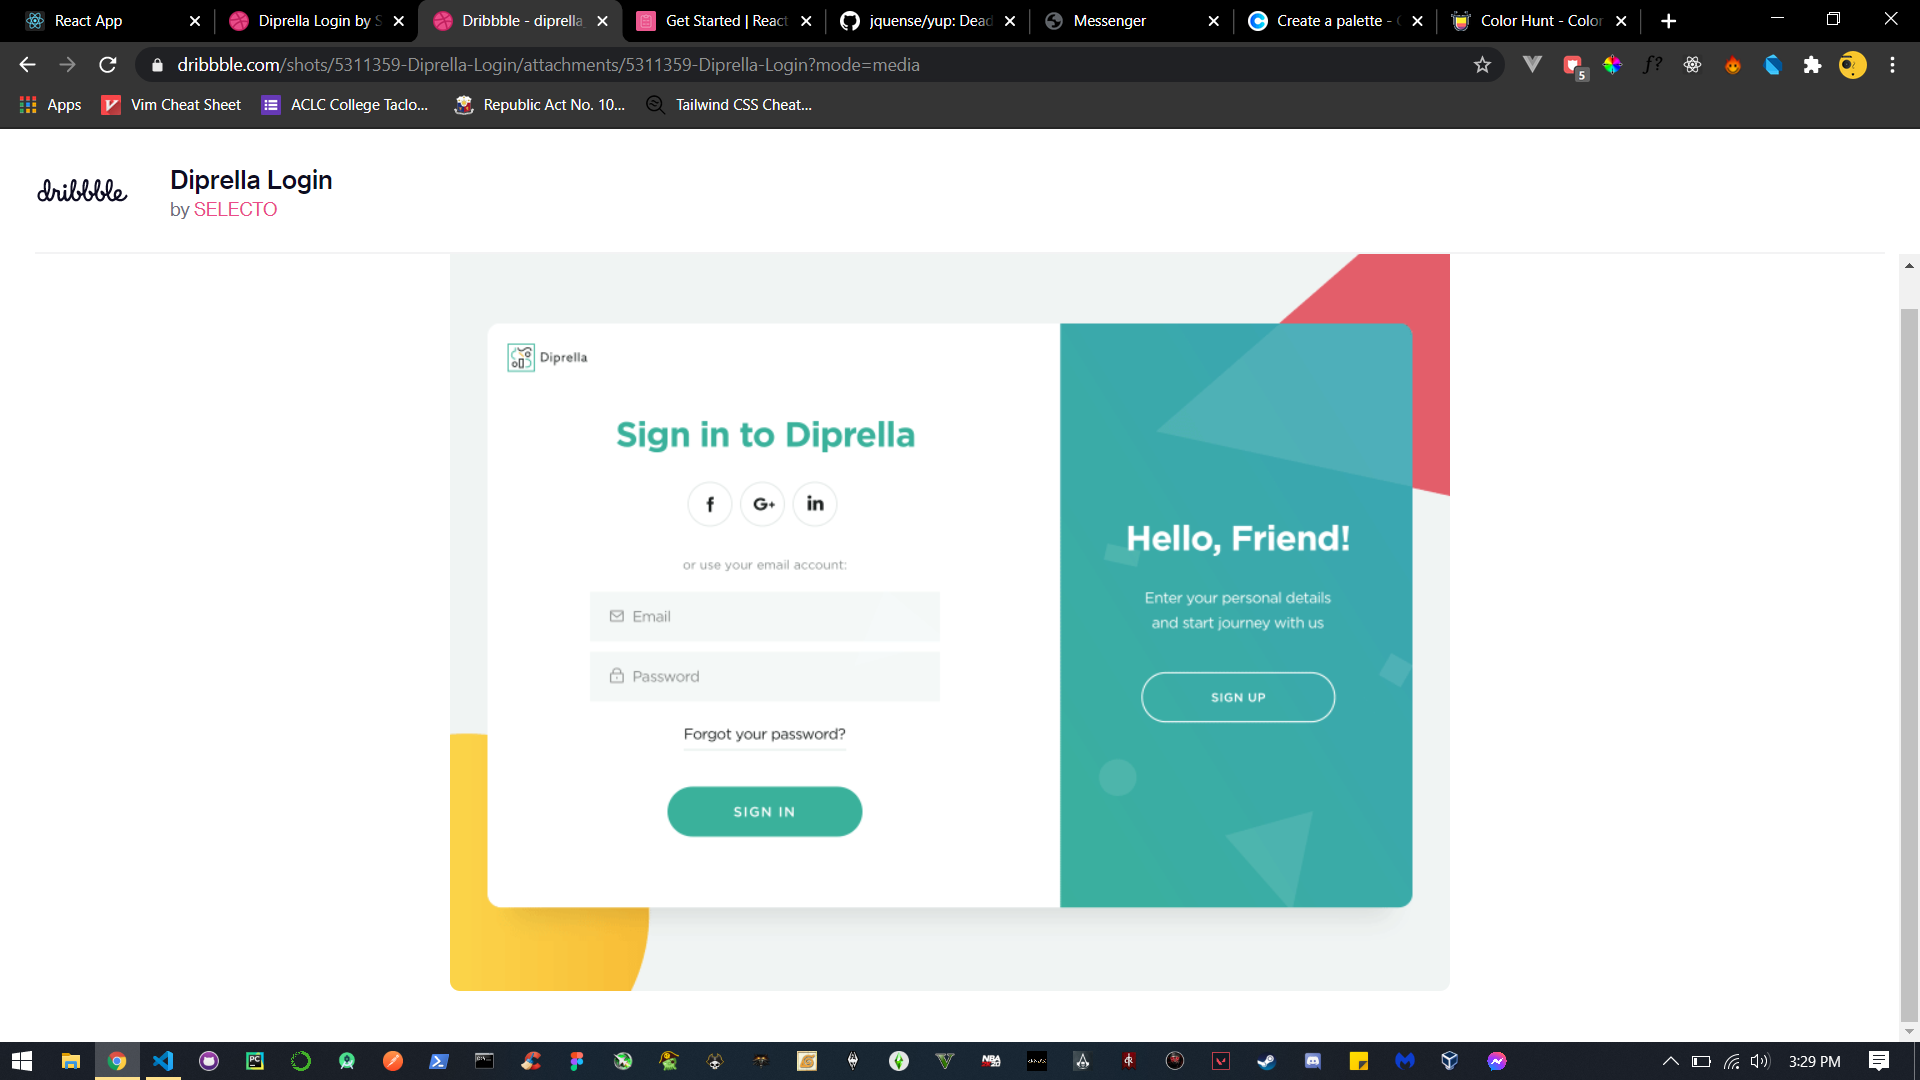 React App
Diprella Login by S
Dribbble - diprella
Get Started | React
jquense/yup: Dead
Messenger
Create a palette - C
Color Hunt - Color
dribbble.com/shots/5311359-Diprella-Login/attachments/5311359-Diprella-Login?mode=media
f?
5
Apps
Vim Cheat Sheet
ACLC College Taclo...
Republic Act No. 10...
Tailwind CSS Cheat...
dribbble
Diprella Login
by SELECTO
Diprella
Sign in to Diprella
f
G+
in
or use your email account:
Email
Password
Forgot your password?
SIGN IN
Hello, Friend!
Enter your personal details
and start journey with us
SIGN UP
PC
NBA
3:29 PM